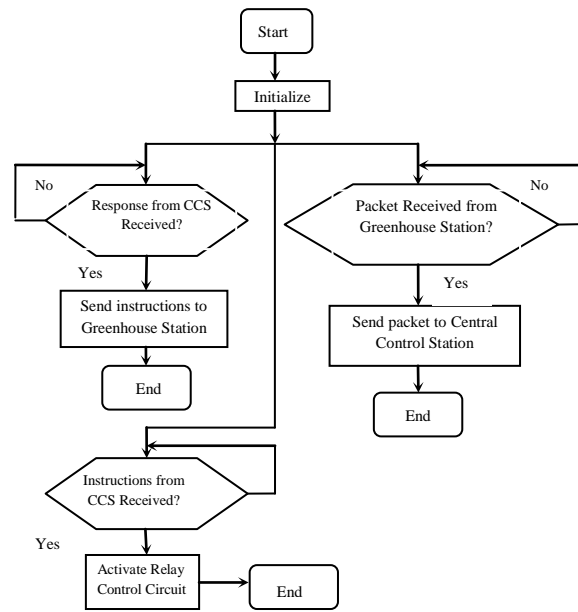 Start
Initialize
No
Response from CCS
Received?
Yes
Send instructions to
Greenhouse Station
End
No
Packet Received from
Greenhouse Station?
Yes
Send packet to Central
Control Station
End
Instructions from
CCS Received?
Yes
Activate Relay
Control Circuit
End